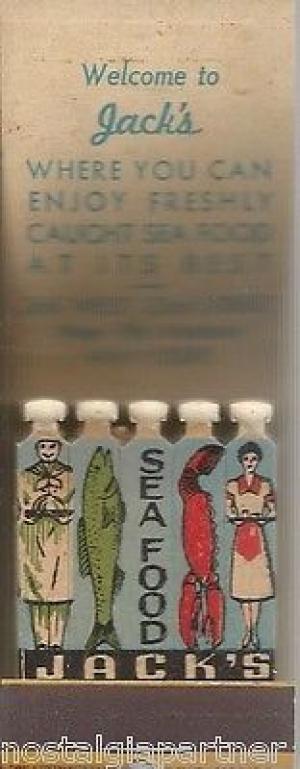 Welcome to
Jack's
WHERE YOU CAN
ENJOY FRESHLY
CAUGHT SEA FOOD
AT ITS BEST
SEA FOOD
JACK'S
nostalgiapartner